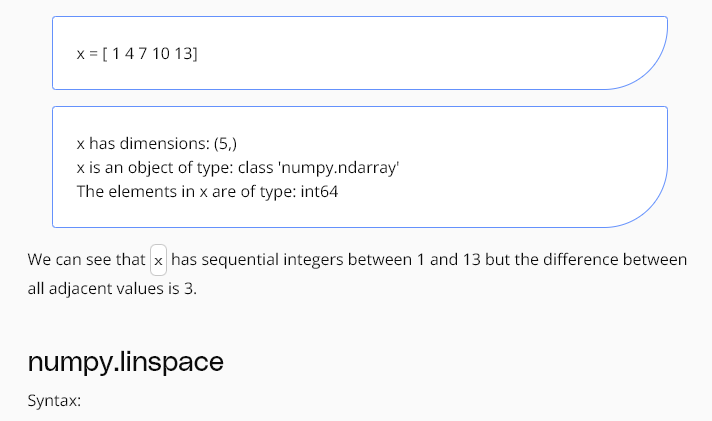 x = [ 1 4 7 10 13]
x has dimensions: (5,)
x is an object of type: class 'numpy.ndarray'
The elements in x are of type: int64
We can see that x has sequential integers between 1 and 13 but the difference between
all adjacent values is 3.
numpy.linspace
Syntax: